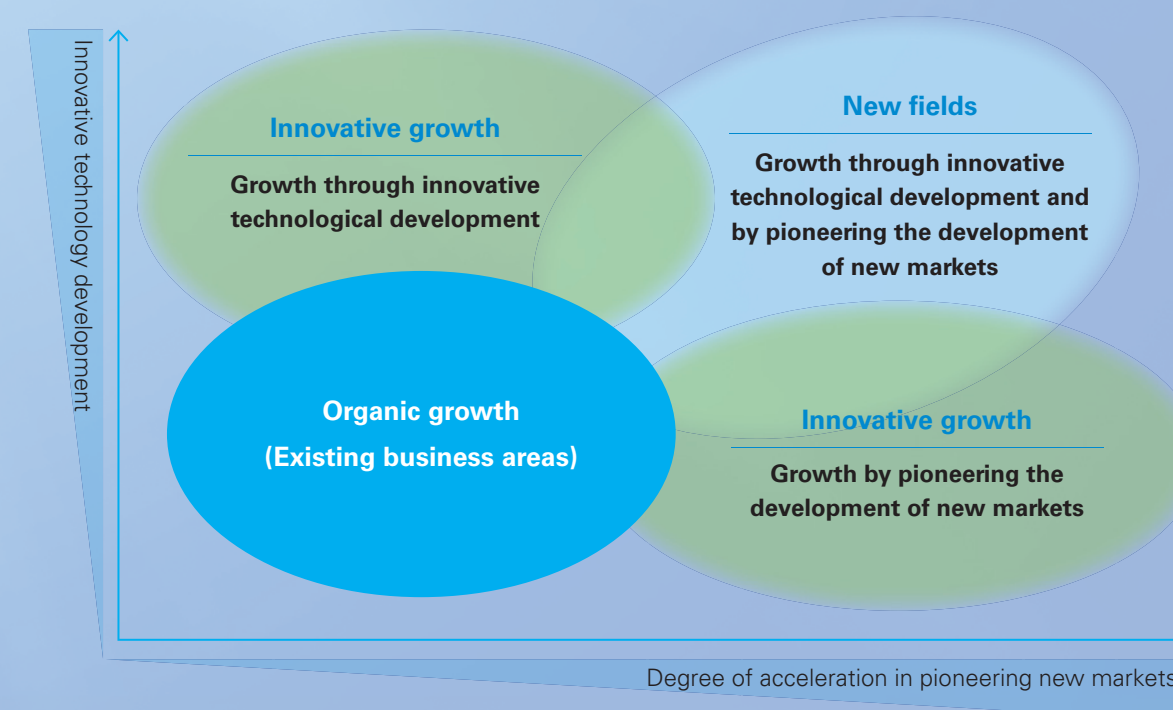 Innovative technology development
Innovative growth
Growth through innovative
technological development
New fields
Growth through innovative
technological development and
by pioneering the development
of new markets
Organic growth
(Existing business areas)
Innovative growth
Growth by pioneering the
development of new markets
Degree of acceleration in pioneering new markets